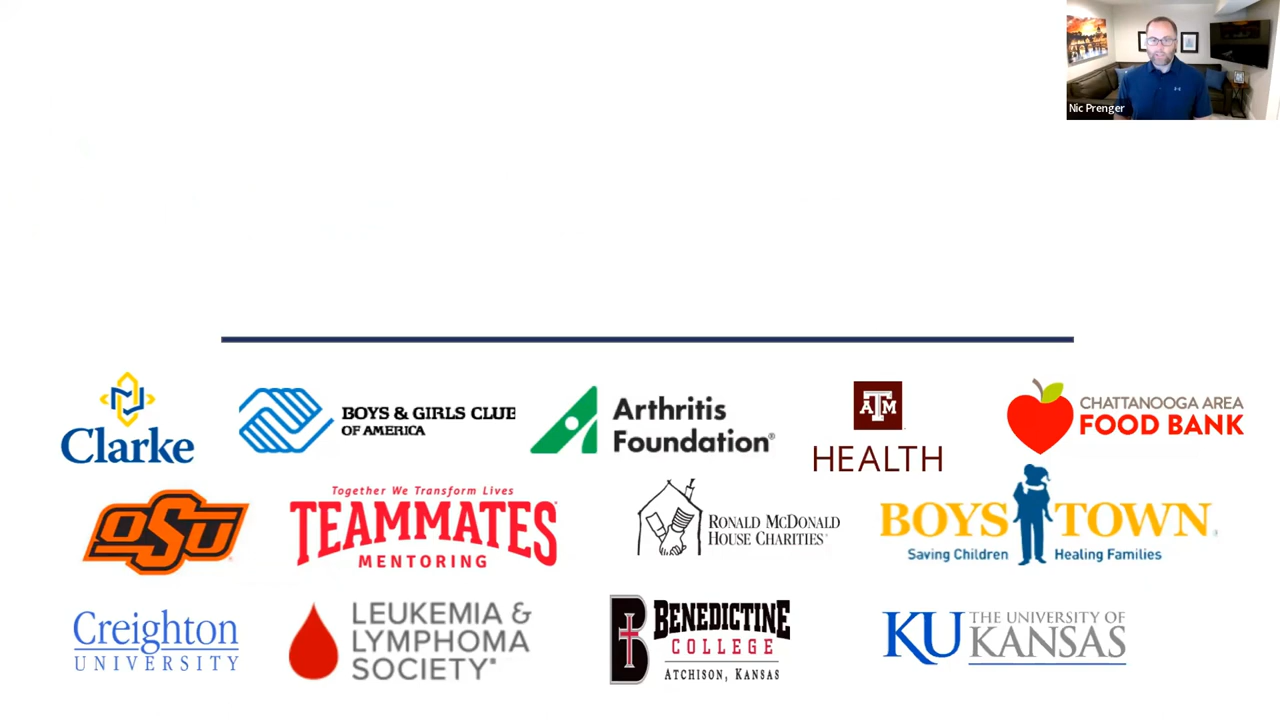 Nic Prenger
Clarke
BOYS & GIRLS CLUB
OF AMERICA
Arthritis
Foundation®
ATM
HEALTH
CHATTANOOGA AREA
FOOD BANK
OSU
Together We Transform Lives
TEAMMATES
MENTORING
RONALD MCDONALD
HOUSE CHARITIES®
BOYS TOWN
Saving Children Healing Families
Creighton
UNIVERSITY
LEUKEMIA &
LYMPHOMA
SOCIETY®
B BENEDICTINE
COLLEGE
ATCHISON, KANSAS
KU THE UNIVERSITY OF
KANSAS